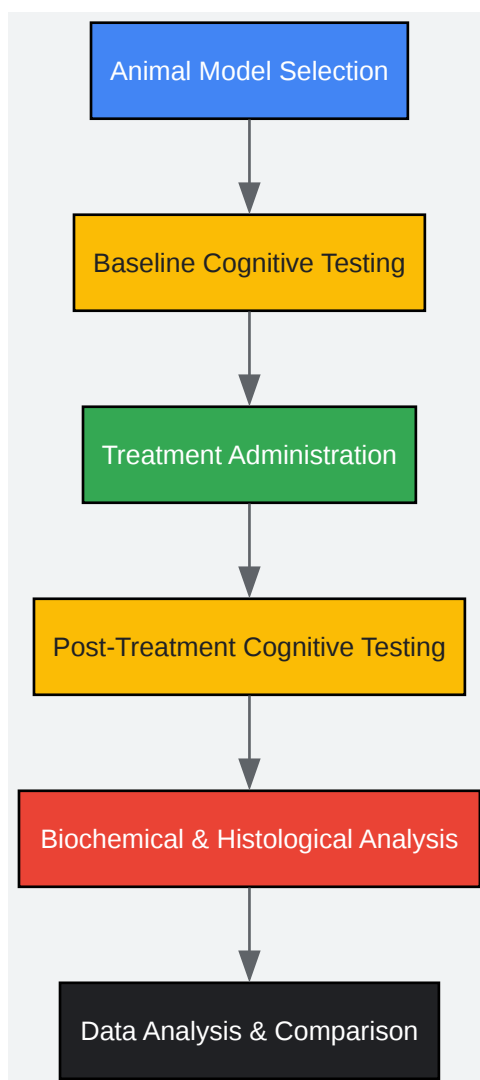 Animal Model Selection
Baseline Cognitive Testing
Treatment Administration
Post-Treatment Cognitive Testing
Biochemical & Histological Analysis
Data Analysis & Comparison